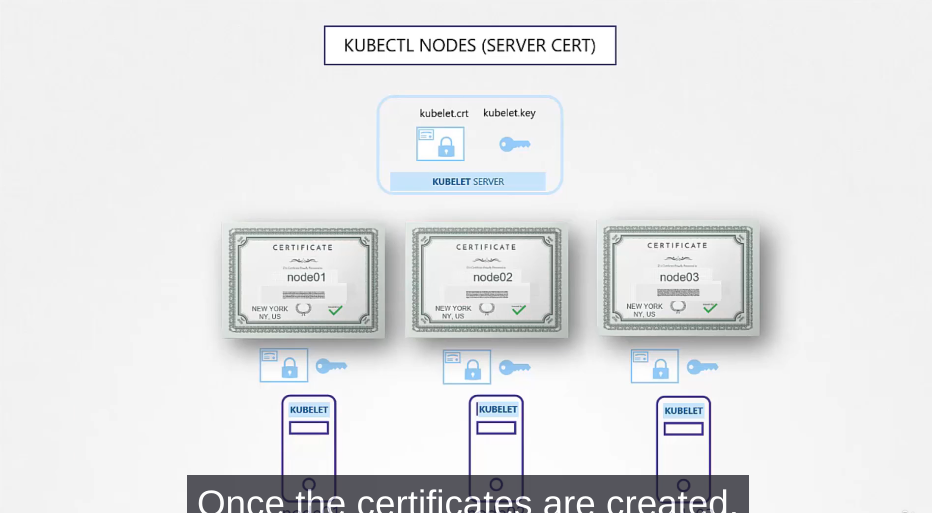 KUBECTL NODES (SERVER CERT)
kubelet.crt kubelet.key
KUBELET SERVER
CERTIFICATE
node01
NEW YORK
NY, US
CERTIFICATE
node02
NEW YORK
NY, US
CERTIFICATE
node03
NEW YORK
NY, US
KUBELET
KUBELET
KUBELET
Once the certificates are created,